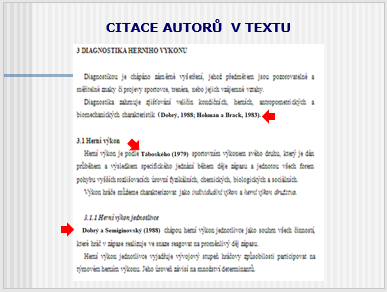 CITACE AUTORŮ V TEXTU
3 DIAGNOSTIKA HERNÍHO VÝKONU
Diagnostikou je chápáno záměrné vyšetření, jehož předmětem jsou pozorovatelné a
měřitelné znaky či projevy sportovce, trenéra, nebo jejich vzájemné vztahy.
Diagnostika zahrnuje zjišťování veličin kondičních, herních, antropometrických a
biomechanických charakteristik (Dobrý, 1988; Hohman a Brack, 1983).
3.1 Herní výkon
Herní výkon je podle Táboského (1979) sportovním výkonem svého druhu, který je dán
průběhem a výsledkem specifického jednání během děje zápasu a jednotou všech forem
pohybu vyšších rozlišovacích úrovní fyzikálních, chemických, biologických a sociálních.
Výkon hráče můžeme charakterizovat jako individuální výkon a herní výkon družstva.
3.1.1 Herní výkon jednotlivce
Dobrý a Semiginovský (1988) chápou herní výkon jednotlivce jako souhrn všech činností,
které hráč v zápase realizuje ve snaze reagovat na proměnlivý děj zápasu.
Herní výkon jednotlivce vyjadřuje vývojový stupeň hráčovy způsobilosti participovat na
týmovém herním výkonu. Jeho úroveň závisí na množství determinantů.